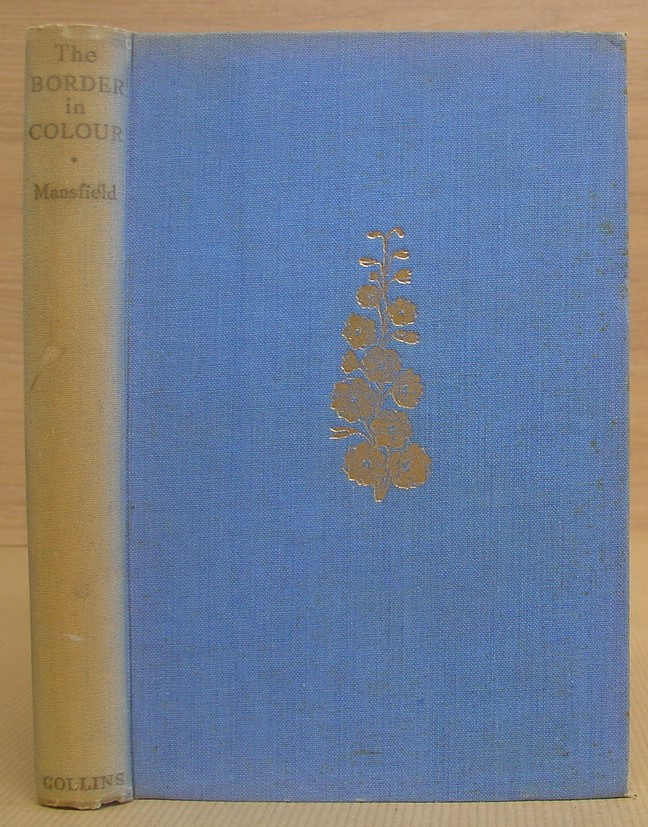 The
BORDER
in
COLOUR
•
Mansfield
COLLINS